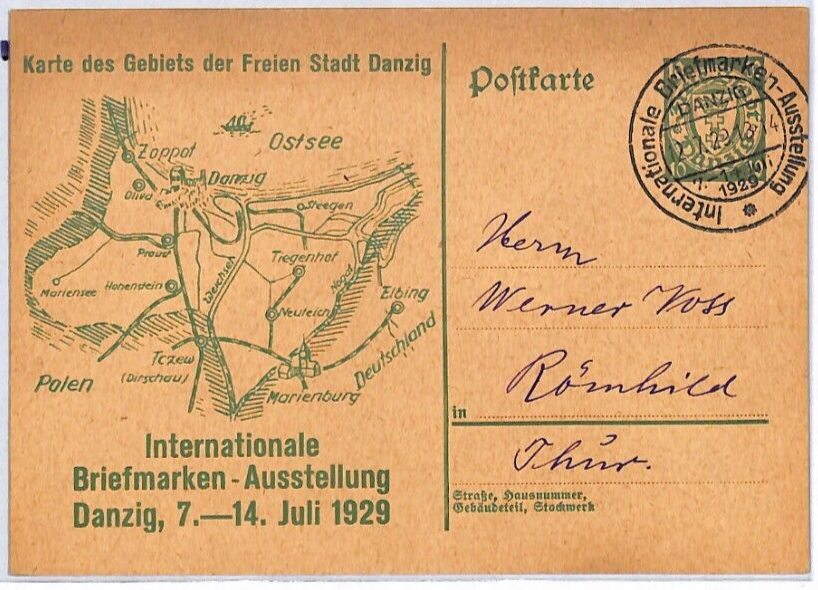 Karte des Gebiets der Freien Stadt Danzig
Ostsee
Zoppot
Oliva
Danzig
Steegen
Praust
Tiegenhof
Weichsel
Nogat
Mariensee
Hohenstein
Neuteich
Elbing
Tczew
(Dirschau)
Polen
Marienburg
Deutschland
Internationale
Briefmarken-Ausstellung
Danzig, 7.—14. Juli 1929
Postkarte
Internationale Briefmarken-Ausstellung
DANZIG
1929
Herrn
Werner Voss
Römhild
in
Thür.
Straße, Hausnummer,
Gebäudeteil, Stockwerk